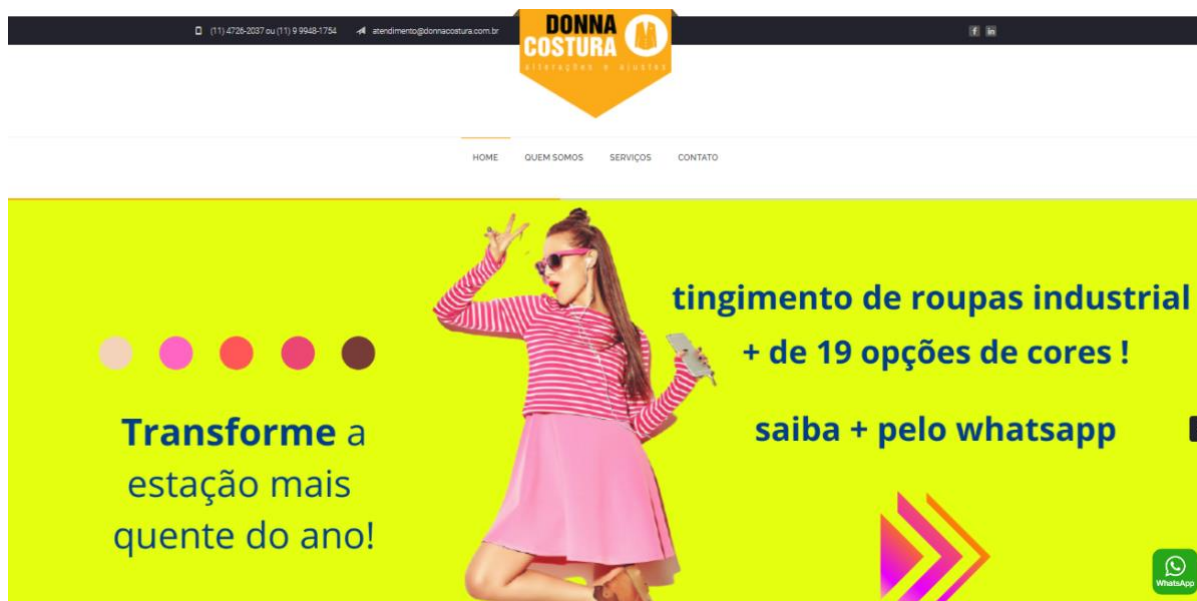 (11) 4726-2037 ou (11) 9 9948-1754
atendimento@donnacostura.com.br
DONNA
COSTURA
alterações e ajustes
HOME
QUEM SOMOS
SERVIÇOS
CONTATO
Transforme a
estação mais
quente do ano!
tingimento de roupas industrial
+ de 19 opções de cores !
saiba + pelo whatsapp
WhatsApp